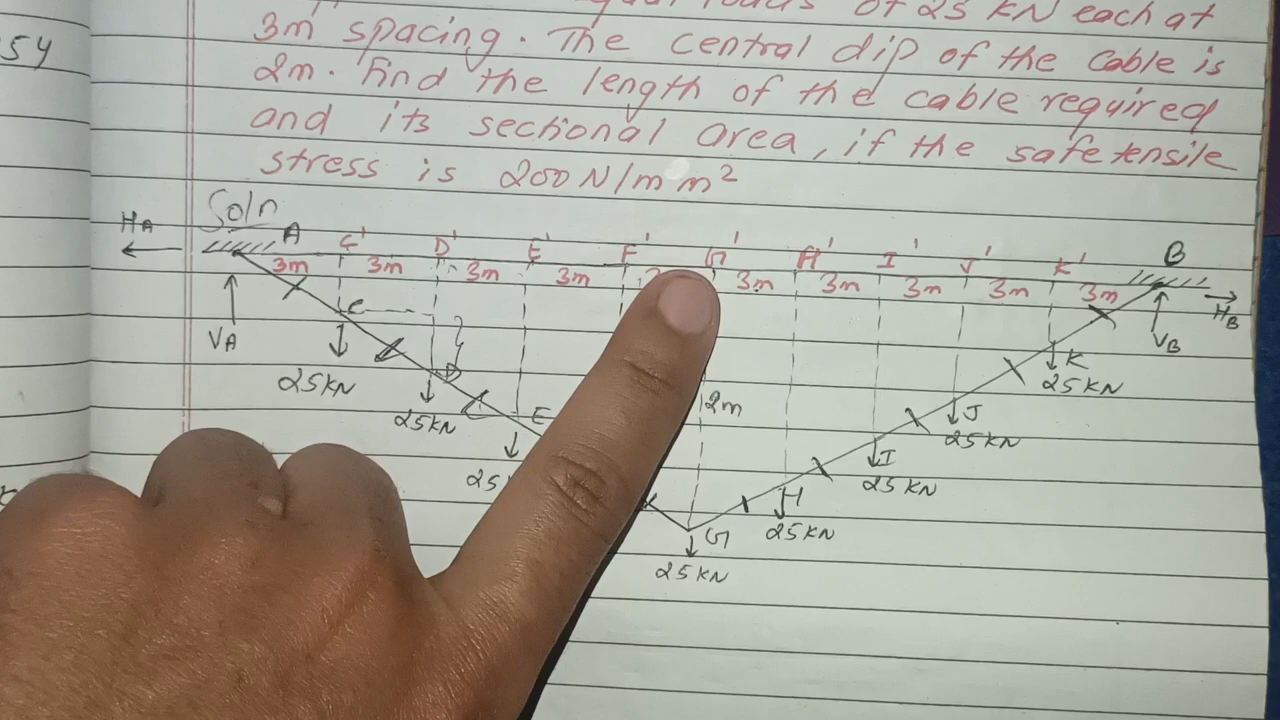 of 25 KN each at
54
3m spacing. The central dip of the cable is
2m. Find the length of the cable required
and its sectional area, if the safe tensile
stress is 200 N/mm²
Soln
HA A C' D' E' F' G' H' I' J' K' B
3m 3m 3m 3m 3m 3m 3m 3m 3m
HB
VA C VB
K
25KN 25KN
D 2m J
25KN E 25KN
I
25 25KN
H
G 25KN
25KN